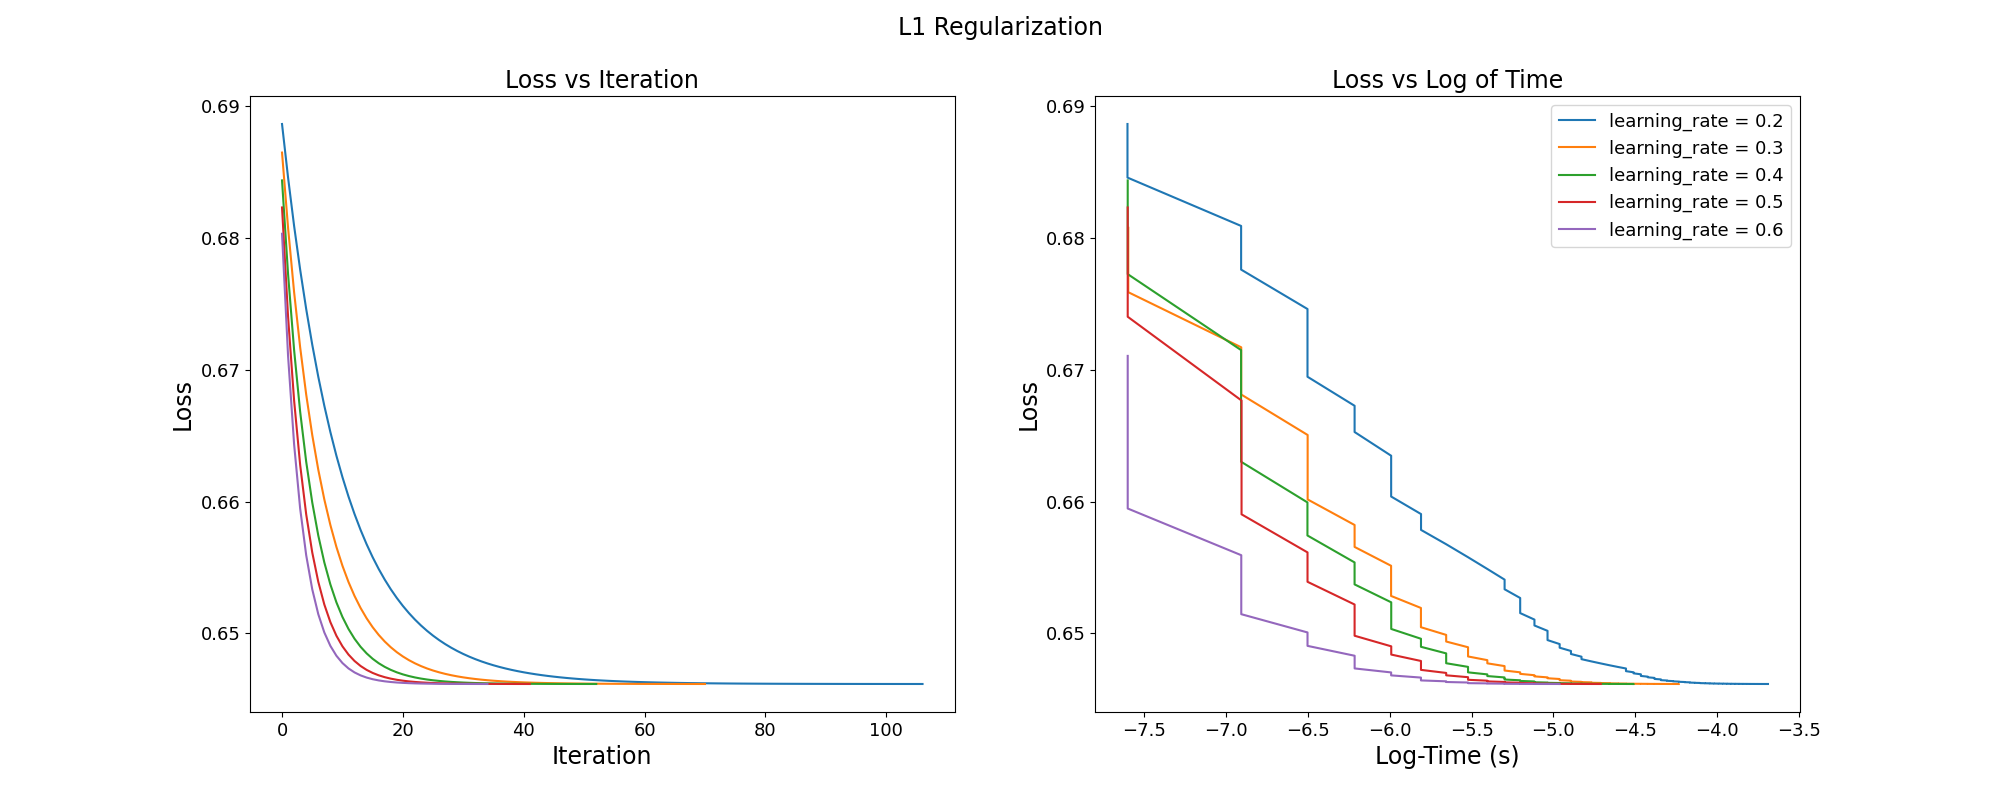 L1 Regularization
Loss vs Iteration
0.69
0.68
0.67
0.66
0.65
Loss
0
20
40
60
80
100
Iteration
Loss vs Log of Time
0.69
0.68
0.67
0.66
0.65
Loss
learning_rate = 0.2
learning_rate = 0.3
learning_rate = 0.4
learning_rate = 0.5
learning_rate = 0.6
−7.5
−7.0
−6.5
−6.0
−5.5
−5.0
−4.5
−4.0
−3.5
Log-Time (s)